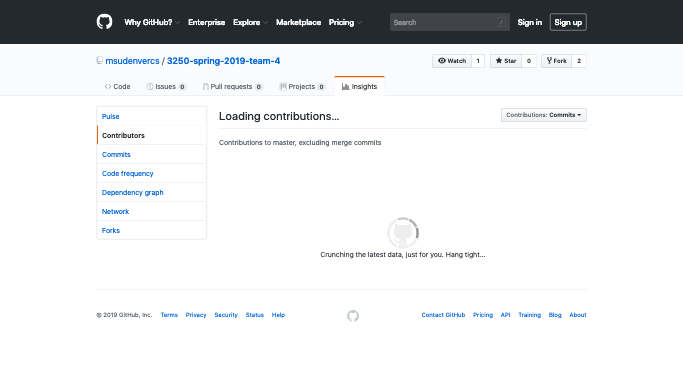 Why GitHub? Enterprise Explore Marketplace Pricing Search / Sign in Sign up
msudenvercs / 3250-spring-2019-team-4 Watch 1 Star 0 Fork 2
Code Issues 0 Pull requests 0 Projects 0 Insights
Pulse
Contributors
Commits
Code frequency
Dependency graph
Network
Forks
Loading contributions… Contributions: Commits
Contributions to master, excluding merge commits
Crunching the latest data, just for you. Hang tight…
© 2019 GitHub, Inc. Terms Privacy Security Status Help Contact GitHub Pricing API Training Blog About